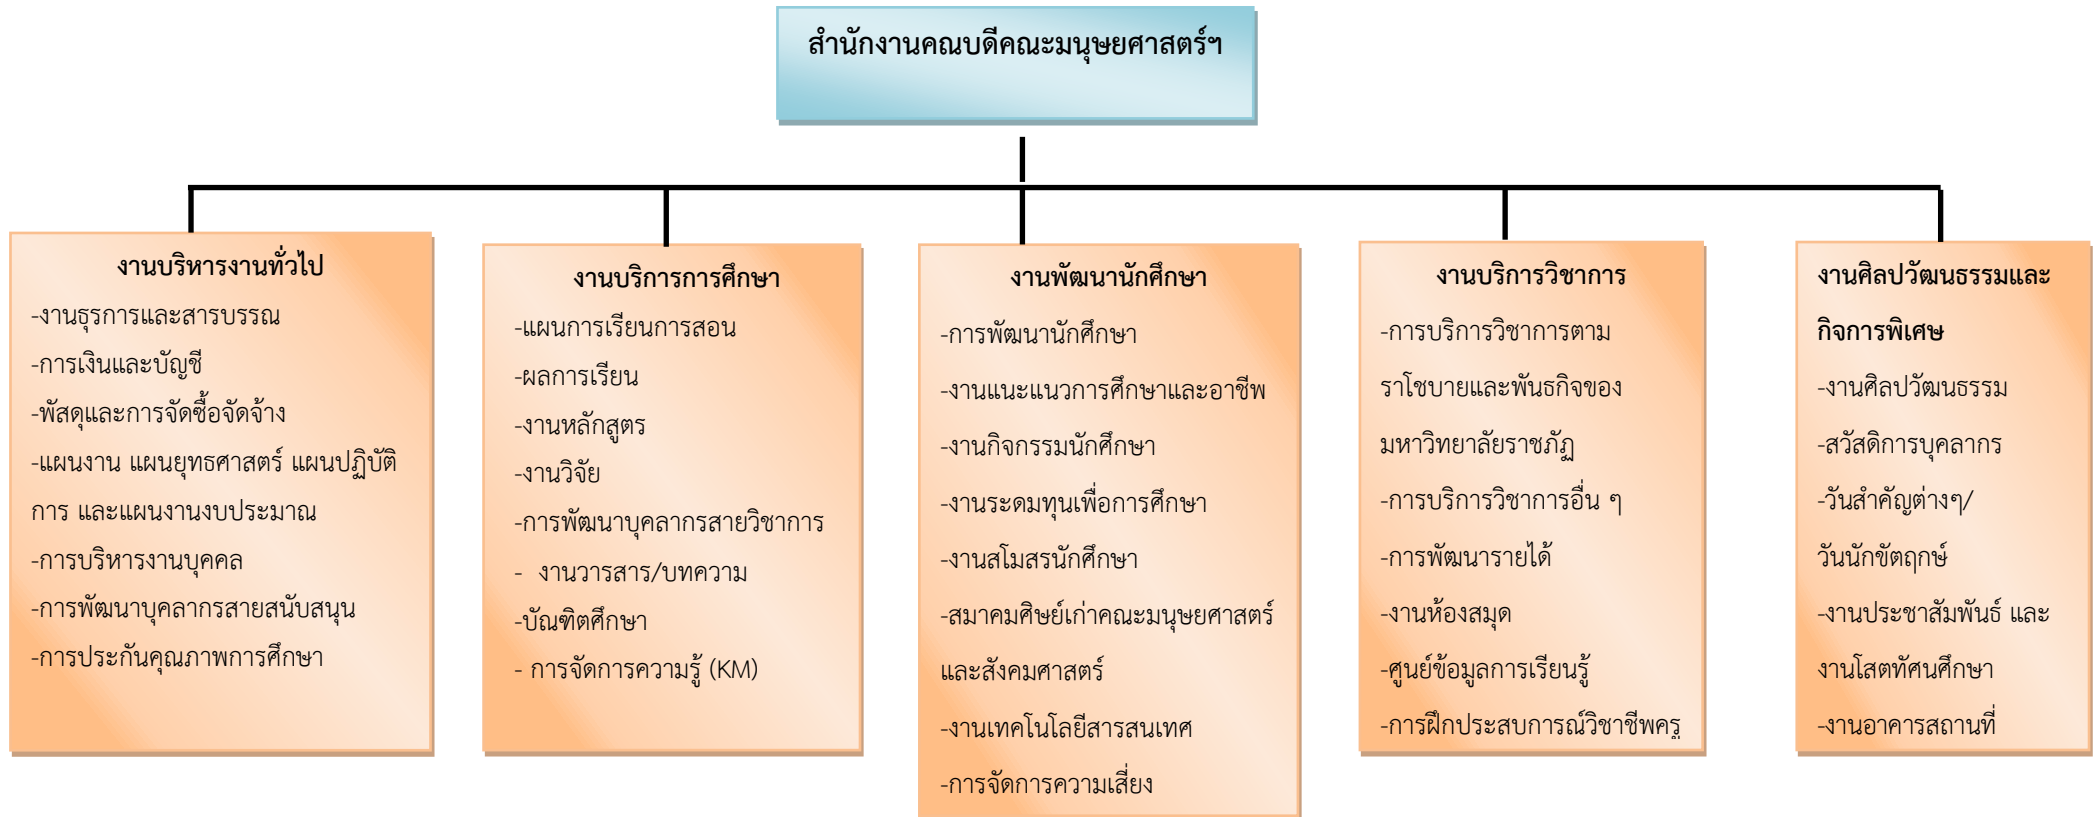 สำนักงานคณบดีคณะมนุษยศาสตร์ฯ
งานบริหารงานทั่วไป
-งานธุรการและสารบรรณ
-การเงินและบัญชี
-พัสดุและการจัดซื้อจัดจ้าง
-แผนงาน แผนยุทธศาสตร์ แผนปฏิบัติ
การ และแผนงานงบประมาณ
-การบริหารงานบุคคล
-การพัฒนาบุคลากรสายสนับสนุน
-การประกันคุณภาพการศึกษา
งานบริการการศึกษา
-แผนการเรียนการสอน
-ผลการเรียน
-งานหลักสูตร
-งานวิจัย
-การพัฒนาบุคลากรสายวิชาการ
- งานวารสาร/บทความ
-บัณฑิตศึกษา
- การจัดการความรู้ (KM)
งานพัฒนานักศึกษา
-การพัฒนานักศึกษา
-งานแนะแนวการศึกษาและอาชีพ
-งานกิจกรรมนักศึกษา
-งานระดมทุนเพื่อการศึกษา
-งานสโมสรนักศึกษา
-สมาคมศิษย์เก่าคณะมนุษยศาสตร์
และสังคมศาสตร์
-งานเทคโนโลยีสารสนเทศ
-การจัดการความเสี่ยง
งานบริการวิชาการ
-การบริการวิชาการตาม
ราโชบายและพันธกิจของ
มหาวิทยาลัยราชภัฏ
-การบริการวิชาการอื่น ๆ
-การพัฒนารายได้
-งานห้องสมุด
-ศูนย์ข้อมูลการเรียนรู้
-การฝึกประสบการณ์วิชาชีพครู
งานศิลปวัฒนธรรมและ
กิจการพิเศษ
-งานศิลปวัฒนธรรม
-สวัสดิการบุคลากร
-วันสำคัญต่างๆ/
วันนักขัตฤกษ์
-งานประชาสัมพันธ์ และ
งานโสตทัศนศึกษา
-งานอาคารสถานที่